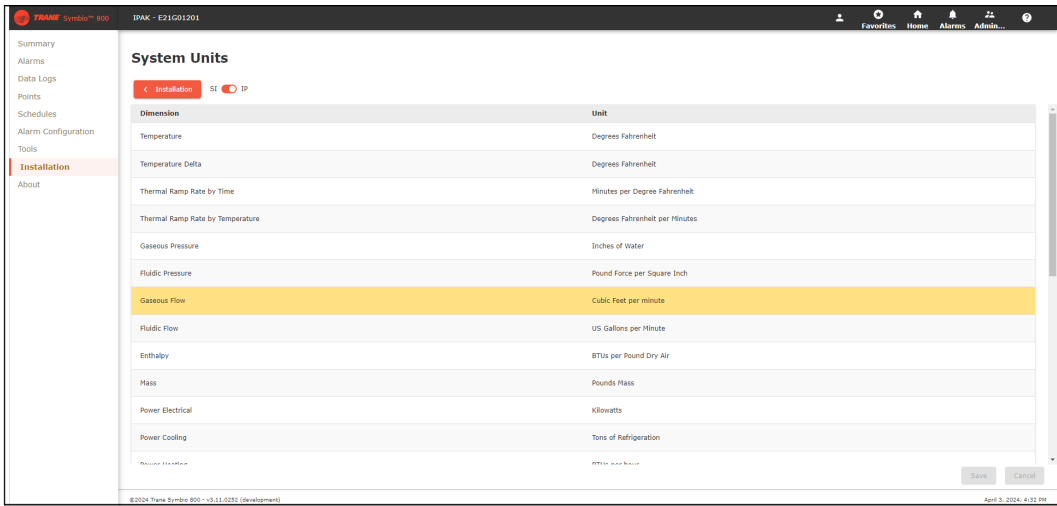 TRANE Symbio™ 800 IPAK - E21G01201 Favorites Home Alarms Admin...
Summary
Alarms
Data Logs
Points
Schedules
Alarm Configuration
Tools
Installation
About
System Units
Installation SI IP
Dimension Unit
Temperature Degrees Fahrenheit
Temperature Delta Degrees Fahrenheit
Thermal Ramp Rate by Time Minutes per Degree Fahrenheit
Thermal Ramp Rate by Temperature Degrees Fahrenheit per Minutes
Gaseous Pressure Inches of Water
Fluidic Pressure Pound Force per Square Inch
Gaseous Flow Cubic Feet per minute
Fluidic Flow US Gallons per Minute
Enthalpy BTUs per Pound Dry Air
Mass Pounds Mass
Power Electrical Kilowatts
Power Cooling Tons of Refrigeration
Power Heating BTUs per hour
Save Cancel
©2024 Trane Symbio 800 - v3.11.0252 (development) April 3, 2024, 4:32 PM